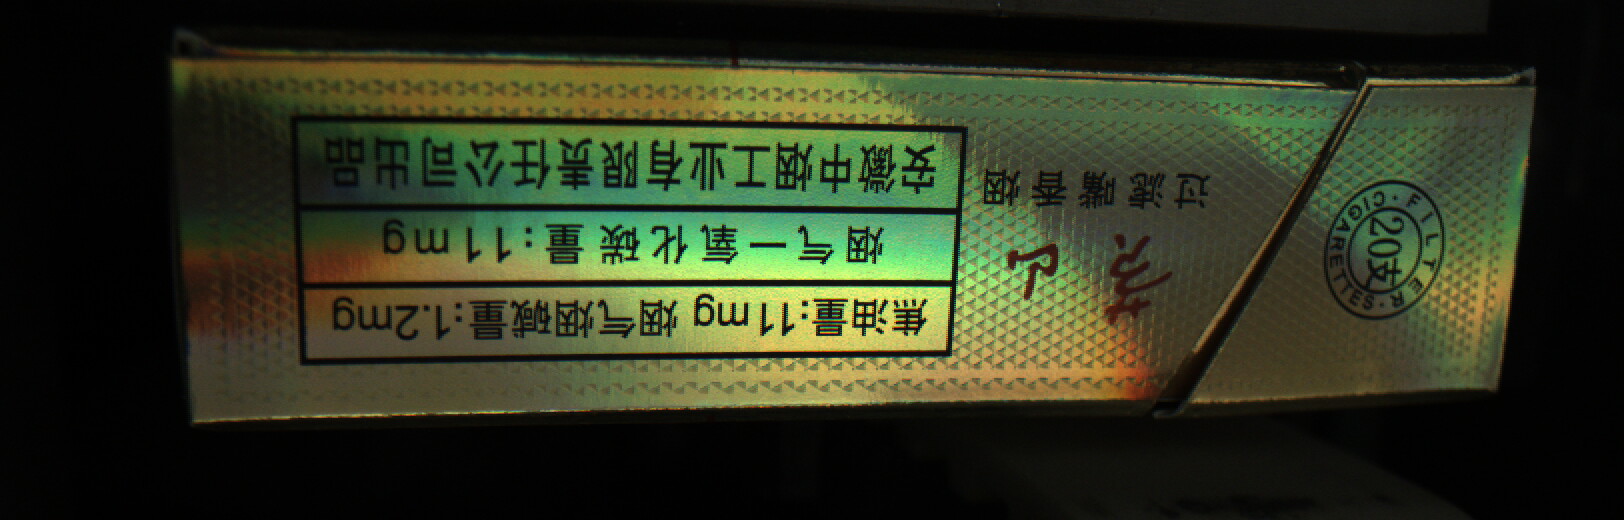 FILTER · CIGARETTES ·
20支
黄山
过滤嘴香烟
焦油量:11mg 烟气烟碱量:1.2mg
烟气一氧化碳量:11mg
安徽中烟工业有限责任公司出品